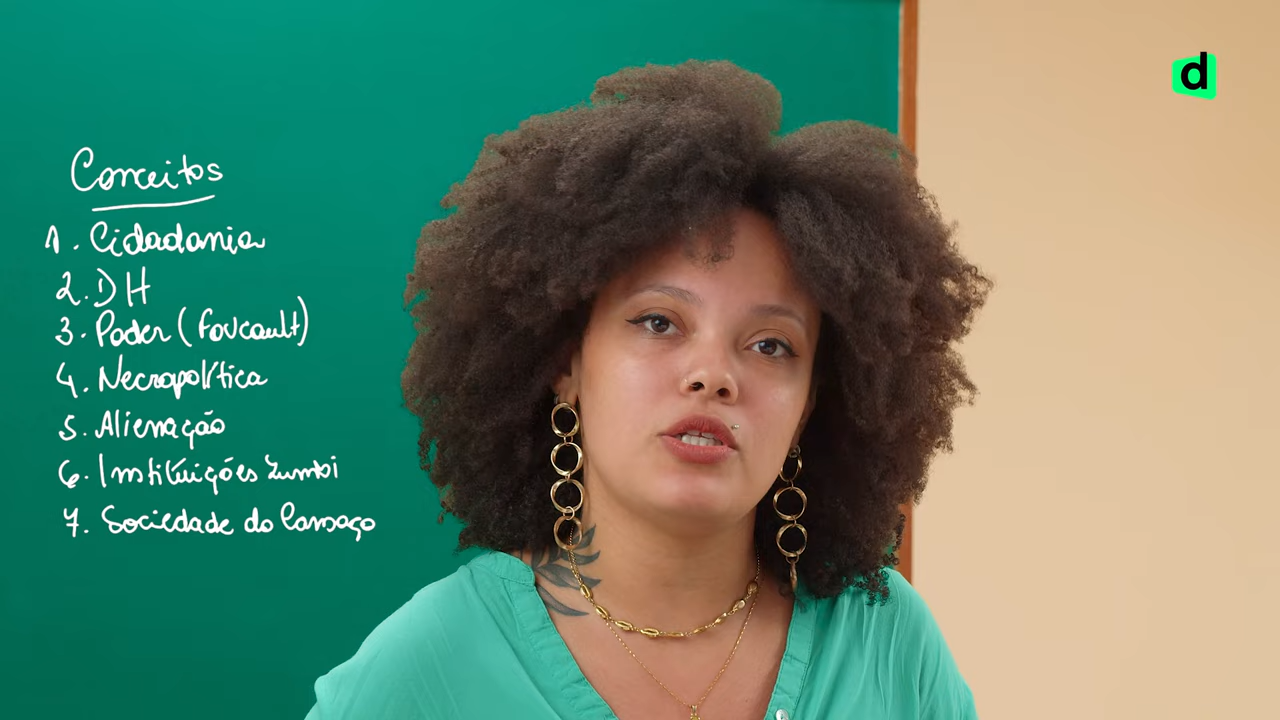 Conceitos
1. Cidadania
2. DH
3. Poder (Foucault)
4. Necropolítica
5. Alienação
6. Instituições Zumbi
7. Sociedade do Cansaço
d